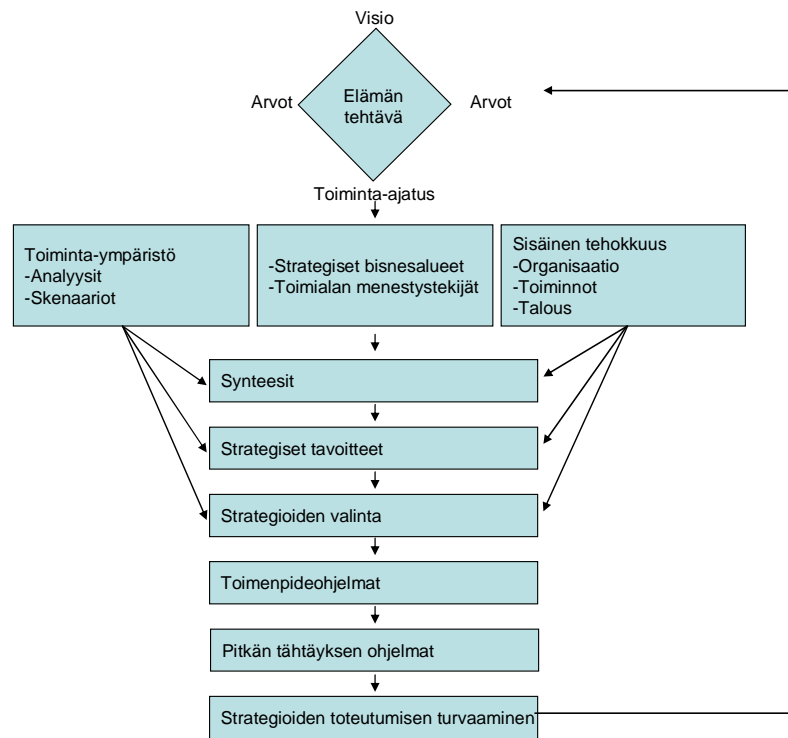 Visio
Arvot
Elämän
tehtävä
Arvot
Toiminta-ajatus
Toiminta-ympäristö
-Analyysit
-Skenaariot
-Strategiset bisnesalueet
-Toimialan menestystekijät
Sisäinen tehokkuus
-Organisaatio
-Toiminnot
-Talous
Synteesit
Strategiset tavoitteet
Strategioiden valinta
Toimenpideohjelmat
Pitkän tähtäyksen ohjelmat
Strategioiden toteutumisen turvaaminen